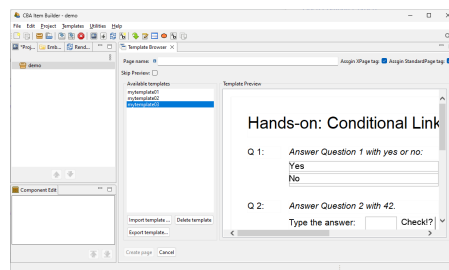 CBA Item Builder - demo
File Edit Project Templates Utilities Help
*Proj... Emb... Rend...
Template Browser
demo
Page name:
Assgin XPage tag: Assgin StandardPage tag:
Skip Preview:
Available templates
mytemplate01
mytemplate02
mytemplate03
Template Preview
Hands-on: Conditional Link
Q 1: Answer Question 1 with yes or no:
Yes
No
Q 2: Answer Question 2 with 42.
Type the answer: Check!?
Component Edit
Import template... Delete template
Export template...
Create page Cancel